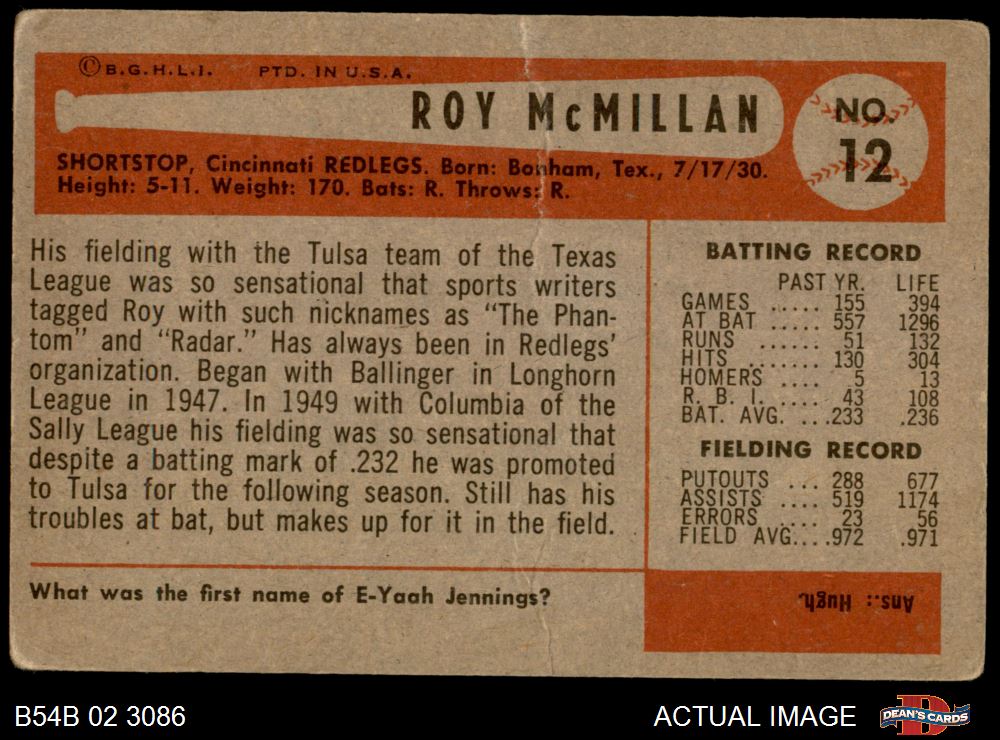 ©B.G.H.L.I. PTD. IN U.S.A.
ROY McMILLAN
NO.
12
SHORTSTOP, Cincinnati REDLEGS. Born: Bonham, Tex., 7/17/30.
Height: 5-11. Weight: 170. Bats: R. Throws: R.
His fielding with the Tulsa team of the Texas
League was so sensational that sports writers
tagged Roy with such nicknames as "The Phan-
tom" and "Radar." Has always been in Redlegs'
organization. Began with Ballinger in Longhorn
League in 1947. In 1949 with Columbia of the
Sally League his fielding was so sensational that
despite a batting mark of .232 he was promoted
to Tulsa for the following season. Still has his
troubles at bat, but makes up for it in the field.
BATTING RECORD
PAST YR. LIFE
GAMES ..... 155 394
AT BAT ..... 557 1296
RUNS ...... 51 132
HITS ....... 130 304
HOMERS .... 5 13
R. B. I. .... 43 108
BAT. AVG. ....233 .236
FIELDING RECORD
PUTOUTS ... 288 677
ASSISTS .... 519 1174
ERRORS .... 23 56
FIELD AVG....972 .971
What was the first name of E-Yaah Jennings?
Ans.: Hugh.
B54B 02 3086
ACTUAL IMAGE
DEAN'S CARDS